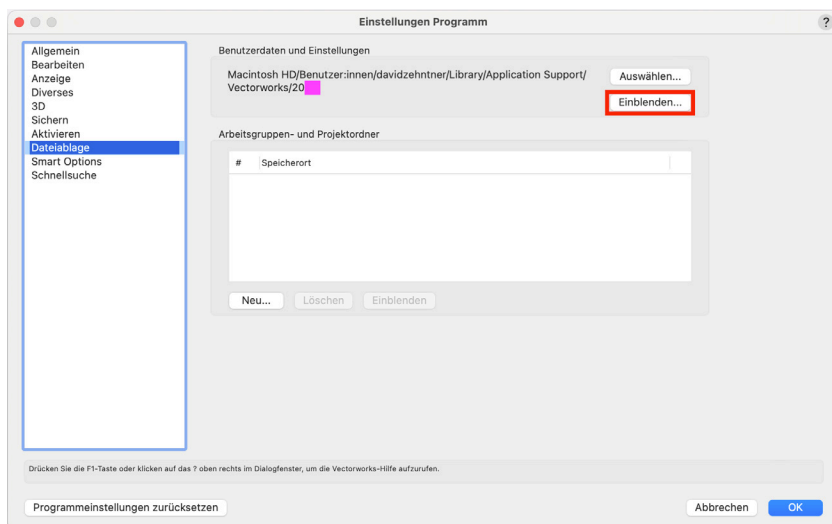 Einstellungen Programm
?
Allgemein
Bearbeiten
Anzeige
Diverses
3D
Sichern
Aktivieren
Dateiablage
Smart Options
Schnellsuche
Benutzerdaten und Einstellungen
Macintosh HD/Benutzer:innen/davidzehntner/Library/Application Support/
Vectorworks/20
Auswählen...
Einblenden...
Arbeitsgruppen- und Projektordner
# Speicherort
Neu... Löschen Einblenden
Drücken Sie die F1-Taste oder klicken auf das ? oben rechts im Dialogfenster, um die Vectorworks-Hilfe aufzurufen.
Programmeinstellungen zurücksetzen Abbrechen OK